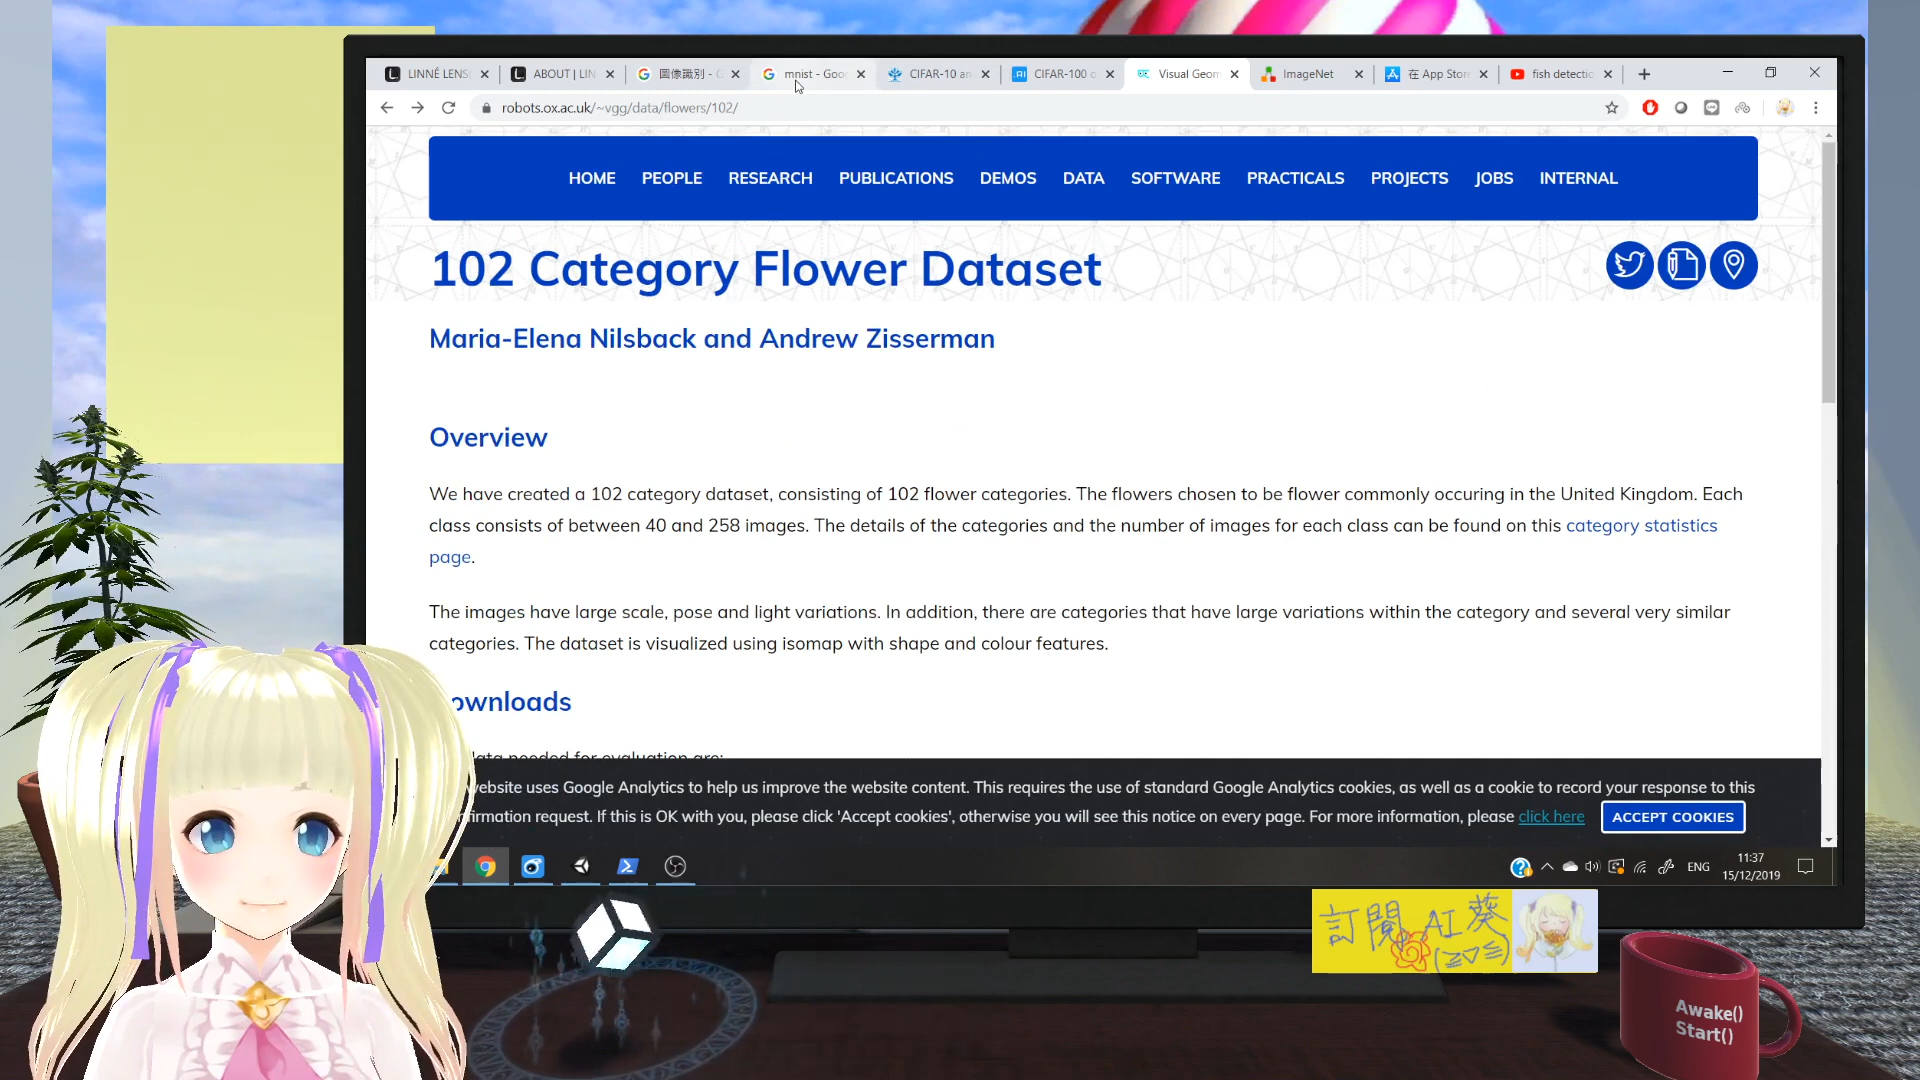 LINNÉ LENS
ABOUT | LIN
圖像識別 - G
mnist - Goo
CIFAR-10 an
CIFAR-100 o
Visual Geom
ImageNet
在 App Store
fish detectio
robots.ox.ac.uk/~vgg/data/flowers/102/
HOME PEOPLE RESEARCH PUBLICATIONS DEMOS DATA SOFTWARE PRACTICALS PROJECTS JOBS INTERNAL
102 Category Flower Dataset
Maria-Elena Nilsback and Andrew Zisserman
Overview
We have created a 102 category dataset, consisting of 102 flower categories. The flowers chosen to be flower commonly occuring in the United Kingdom. Each
class consists of between 40 and 258 images. The details of the categories and the number of images for each class can be found on this category statistics
page.
The images have large scale, pose and light variations. In addition, there are categories that have large variations within the category and several very similar
categories. The dataset is visualized using isomap with shape and colour features.
ownloads
data needed for evaluation are:
website uses Google Analytics to help us improve the website content. This requires the use of standard Google Analytics cookies, as well as a cookie to record your response to this
firmation request. If this is OK with you, please click 'Accept cookies', otherwise you will see this notice on every page. For more information, please click here
ACCEPT COOKIES
ENG
11:37
15/12/2019
訂閱 AI 葵
(≧▽≦)
Awake()
Start()